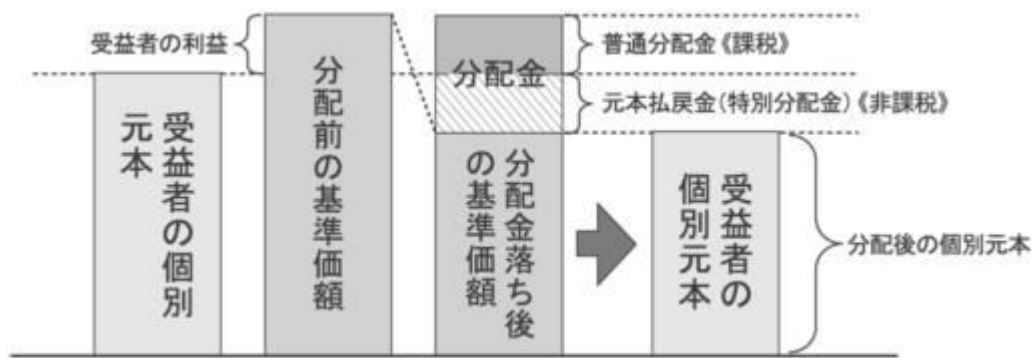 受益者の利益
受益者の個別
元本
分配前の基準価額
分配金
分配金落ち後
の基準価額
普通分配金《課税》
元本払戻金(特別分配金)《非課税》
受益者の
個別元本
分配後の個別元本